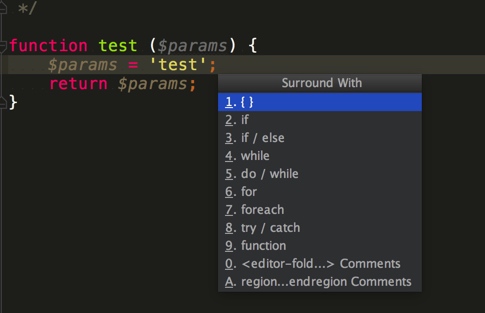 */
function test ($params) {
$params = 'test';
return $params;
}
Surround With
1. { }
2. if
3. if / else
4. while
5. do / while
6. for
7. foreach
8. try / catch
9. function
0. <editor-fold...> Comments
A. region...endregion Comments